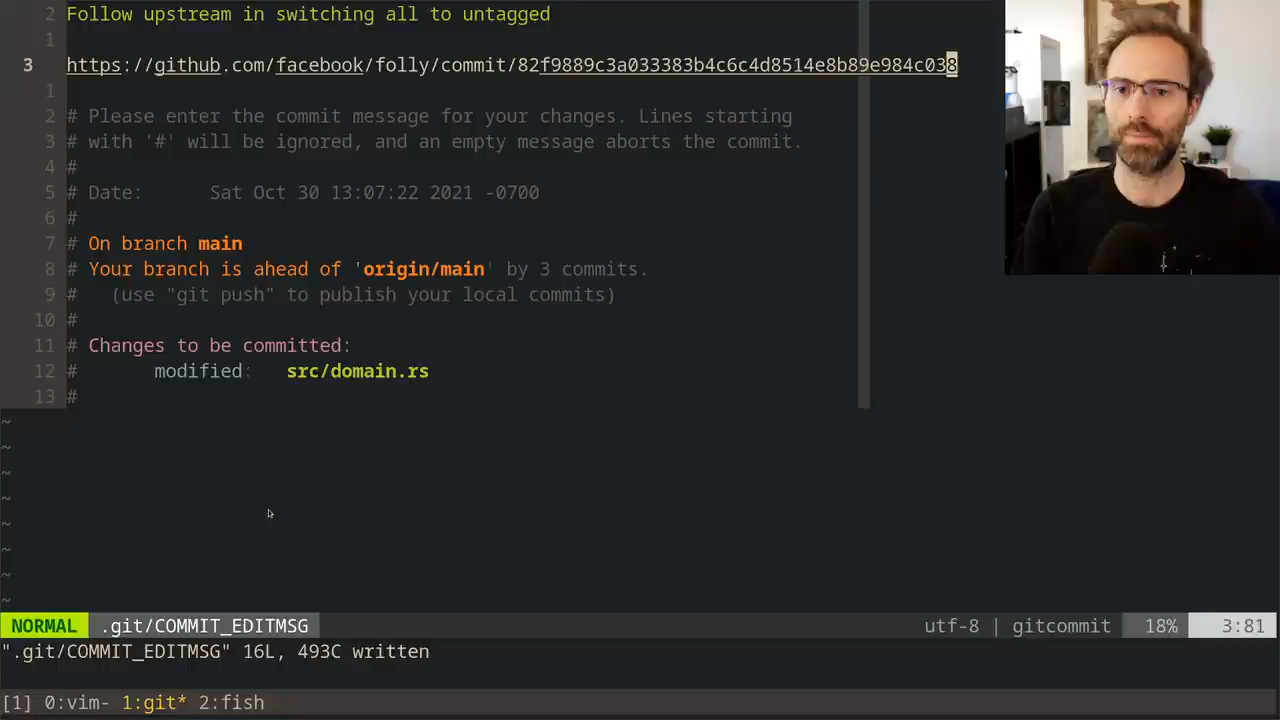 2 Follow upstream in switching all to untagged
1
3 https://github.com/facebook/folly/commit/82f9889c3a033383b4c6c4d8514e8b89e984c038
1
2 # Please enter the commit message for your changes. Lines starting
3 # with '#' will be ignored, and an empty message aborts the commit.
4 #
5 # Date:      Sat Oct 30 13:07:22 2021 -0700
6 #
7 # On branch main
8 # Your branch is ahead of 'origin/main' by 3 commits.
9 #   (use "git push" to publish your local commits)
10 #
11 # Changes to be committed:
12 #       modified:   src/domain.rs
13 #
~
~
~
~
~
~
~
~
NORMAL .git/COMMIT_EDITMSG utf-8 | gitcommit 18% 3:81
".git/COMMIT_EDITMSG" 16L, 493C written
[1] 0:vim- 1:git* 2:fish